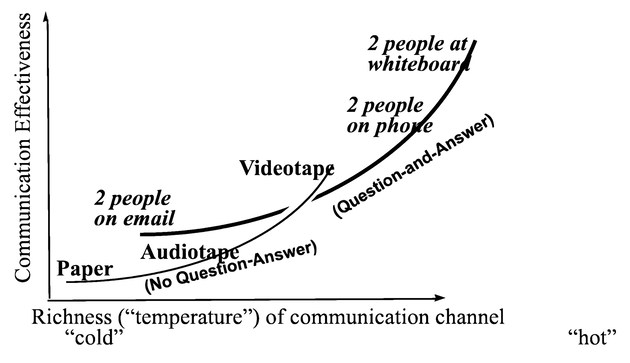 Communication Effectiveness
2 people at
whiteboard
2 people
on phone
(Question-and-Answer)
Videotape
2 people
on email
Audiotape
(No Question-Answer)
Paper
Richness (“temperature”) of communication channel
“cold” “hot”